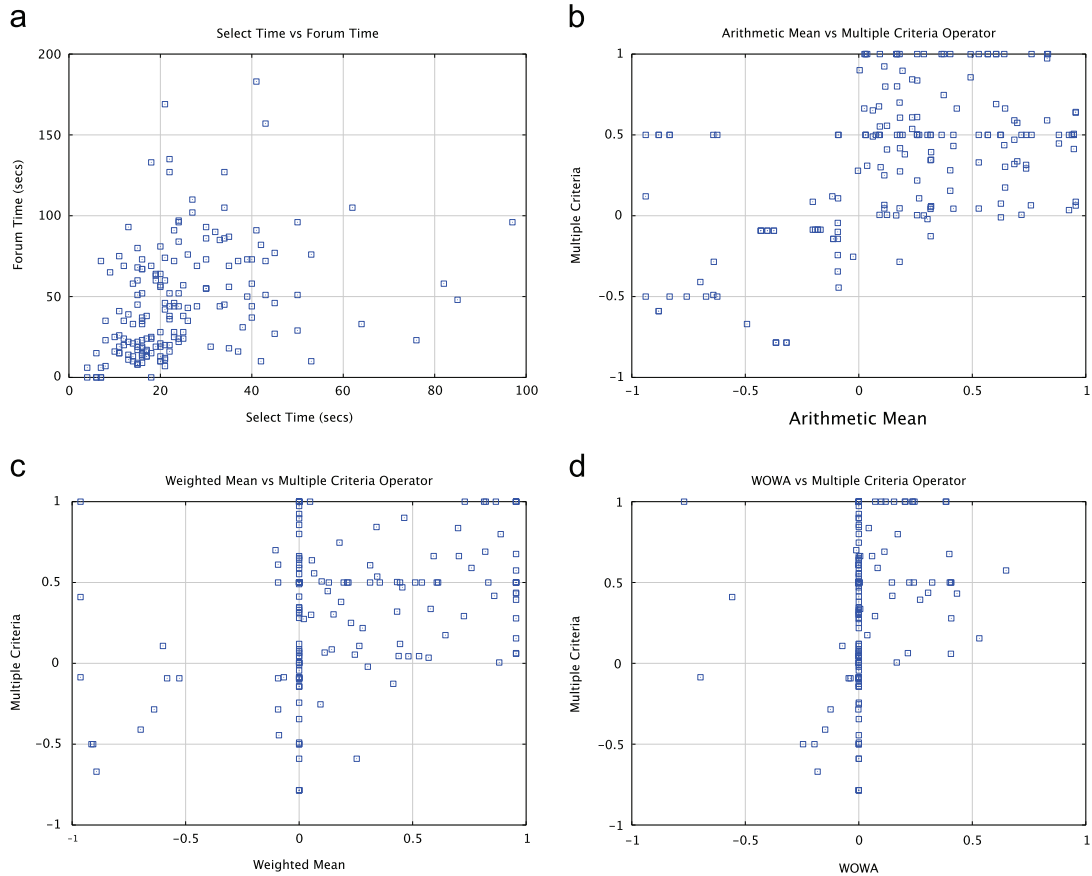 a
Select Time vs Forum Time
200
150
100
50
0
0 20 40 60 80 100
Forum Time (secs)
Select Time (secs)
b
Arithmetic Mean vs Multiple Criteria Operator
1
0.5
0
−0.5
−1
−1 −0.5 0 0.5 1
Multiple Criteria
Arithmetic Mean
c
Weighted Mean vs Multiple Criteria Operator
1
0.5
0
−0.5
−1
−1 −0.5 0 0.5 1
Multiple Criteria
Weighted Mean
d
WOWA vs Multiple Criteria Operator
1
0.5
0
−0.5
−1
−1 −0.5 0 0.5 1
Multiple Criteria
WOWA